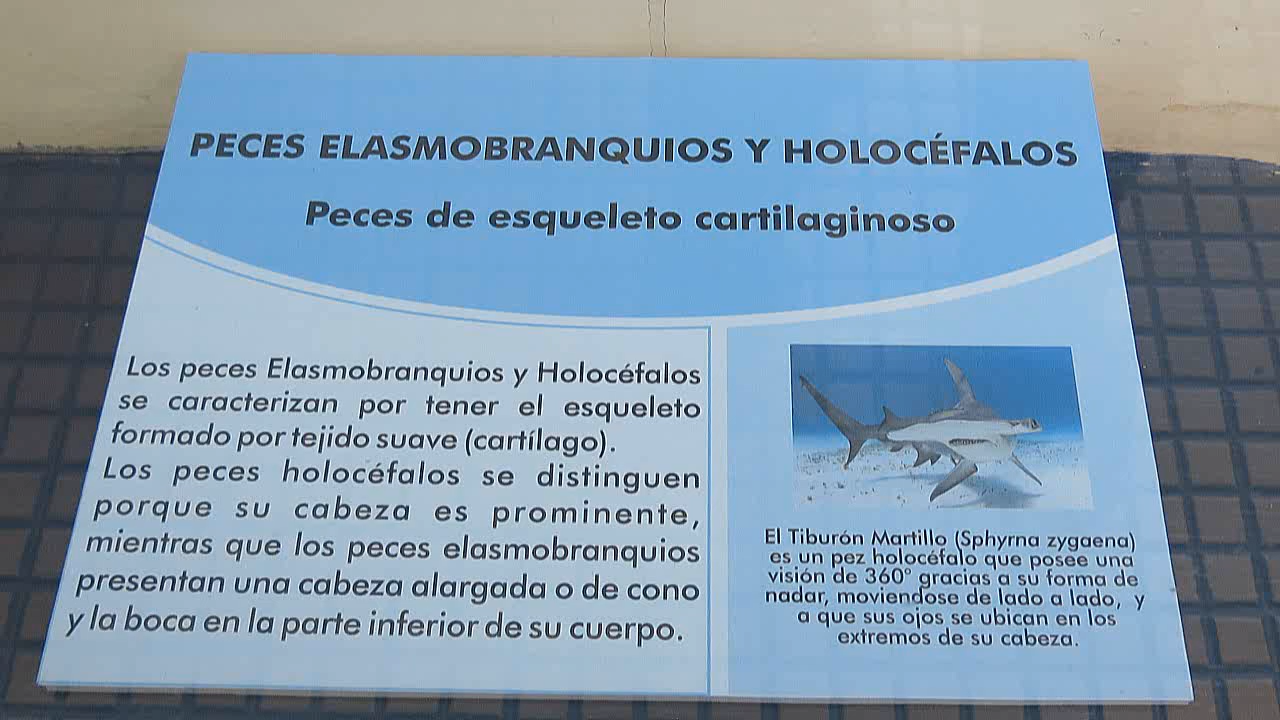 PECES ELASMOBRANQUIOS Y HOLOCÉFALOS
Peces de esqueleto cartilaginoso
Los peces Elasmobranquios y Holocéfalos
se caracterizan por tener el esqueleto
formado por tejido suave (cartílago).
Los peces holocéfalos se distinguen
porque su cabeza es prominente,
mientras que los peces elasmobranquios
presentan una cabeza alargada o de cono
y la boca en la parte inferior de su cuerpo.
El Tiburón Martillo (Sphyrna zygaena)
es un pez holocéfalo que posee una
visión de 360° gracias a su forma de
nadar, moviendose de lado a lado, y
a que sus ojos se ubican en los
extremos de su cabeza.